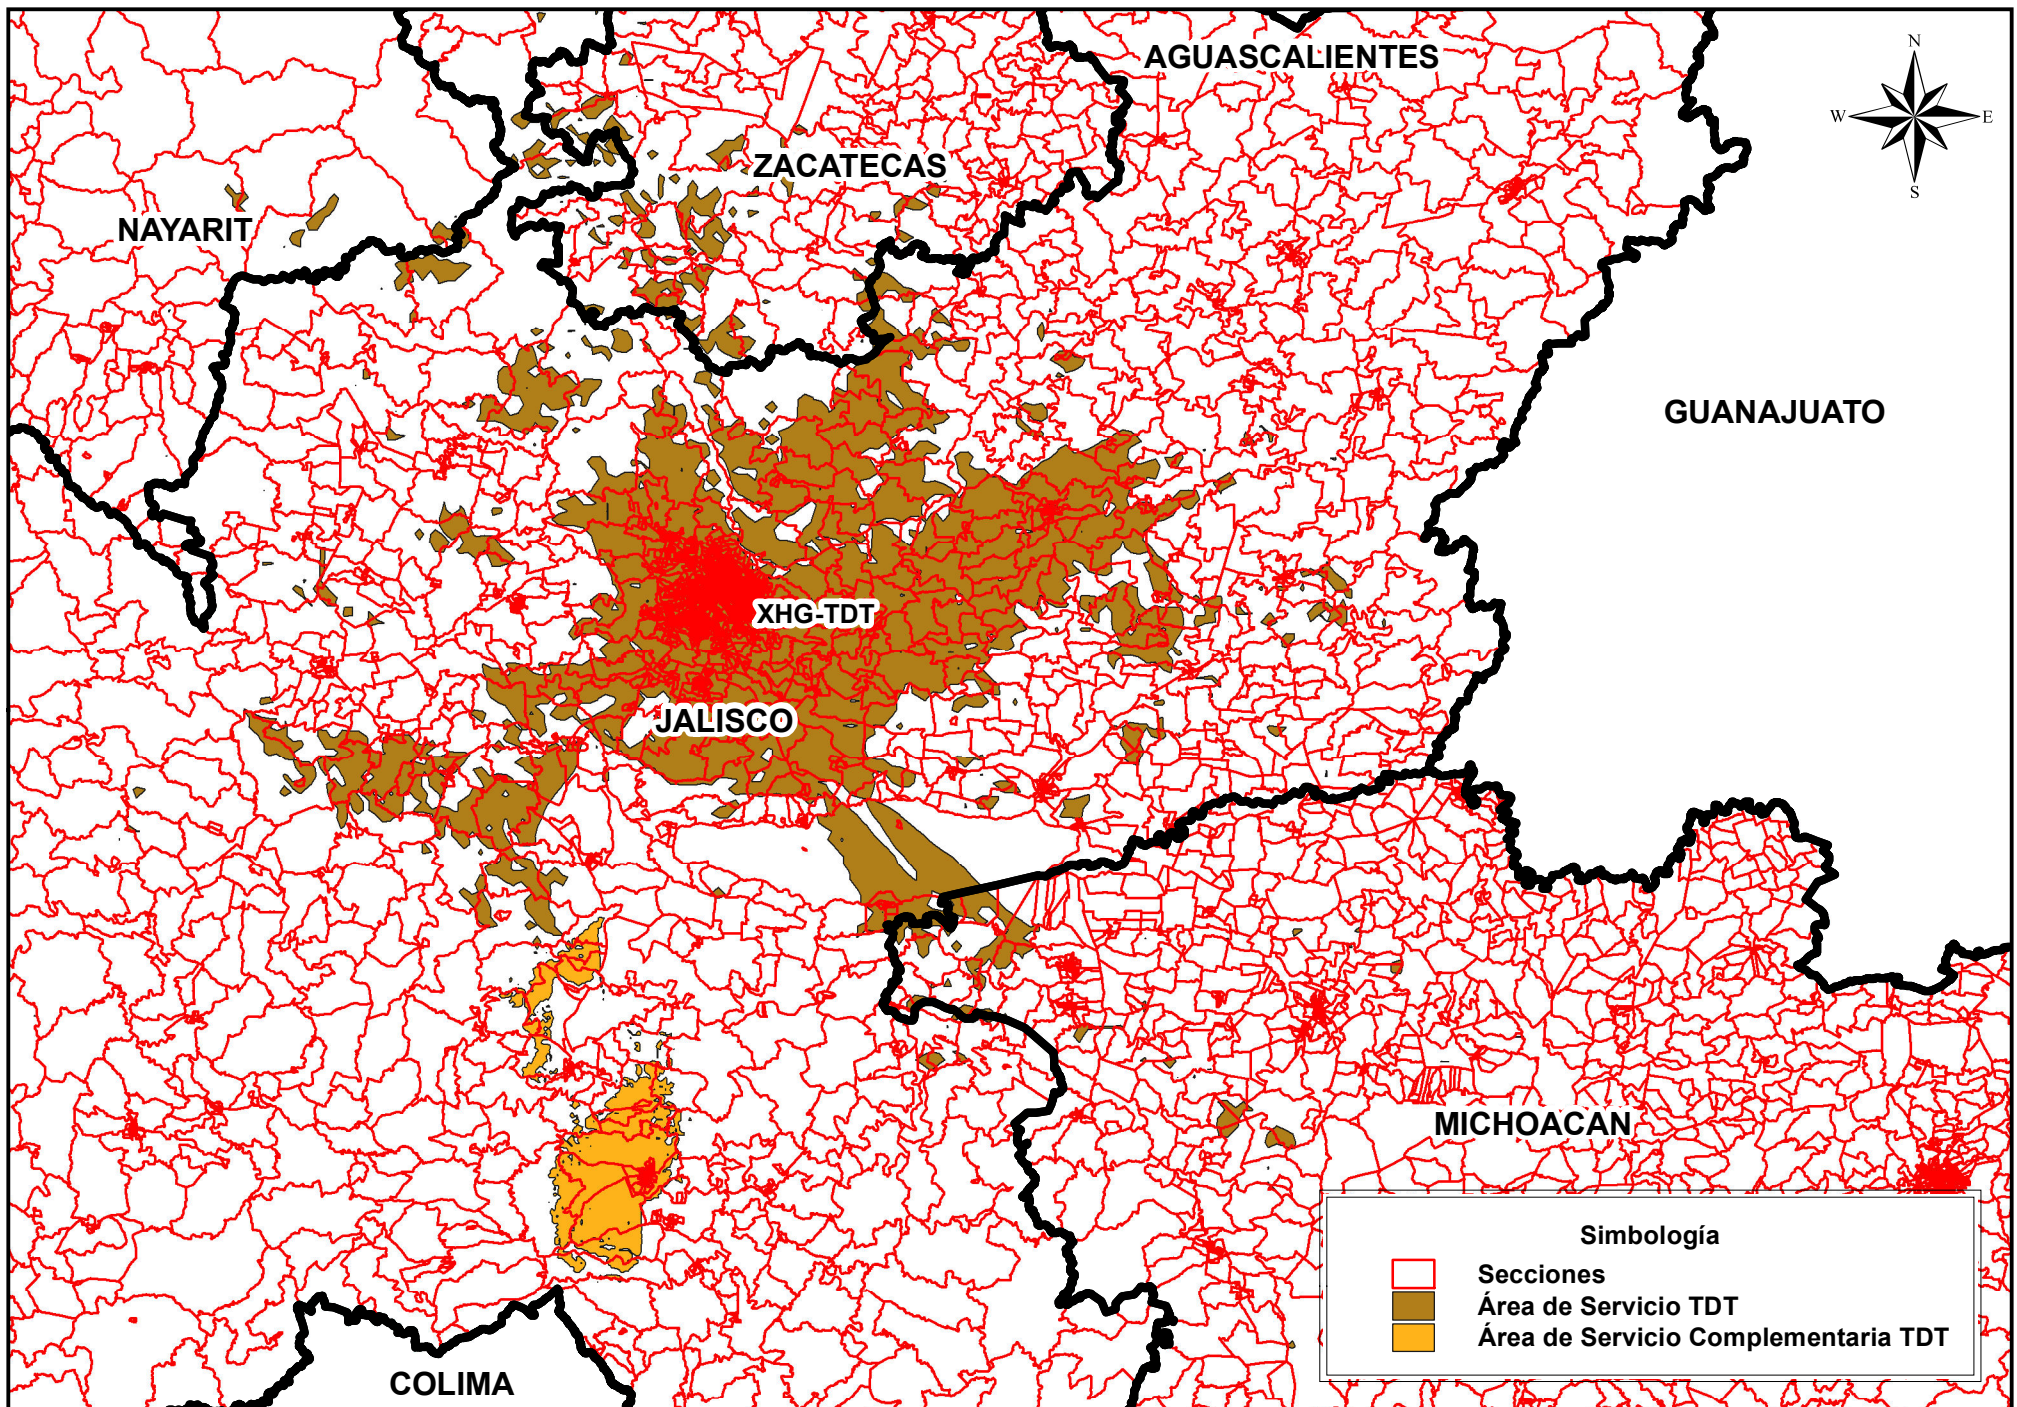 AGUASCALIENTES
N
W
E
S
ZACATECAS
NAYARIT
GUANAJUATO
XHG-TDT
JALISCO
MICHOACAN
COLIMA
Simbología
Secciones
Área de Servicio TDT
Área de Servicio Complementaria TDT